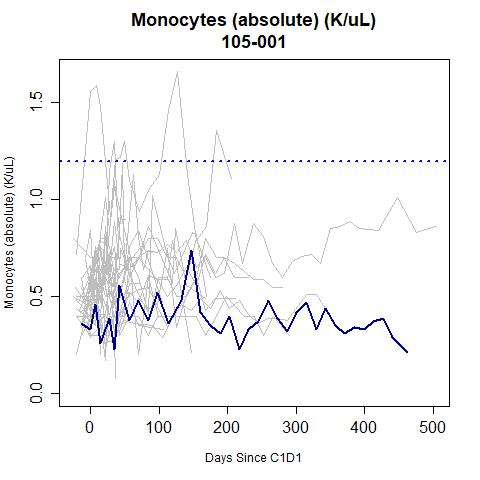 Monocytes (absolute) (K/uL)
105-001
Monocytes (absolute) (K/uL)
1.5
1.0
0.5
0.0
0 100 200 300 400 500
Days Since C1D1